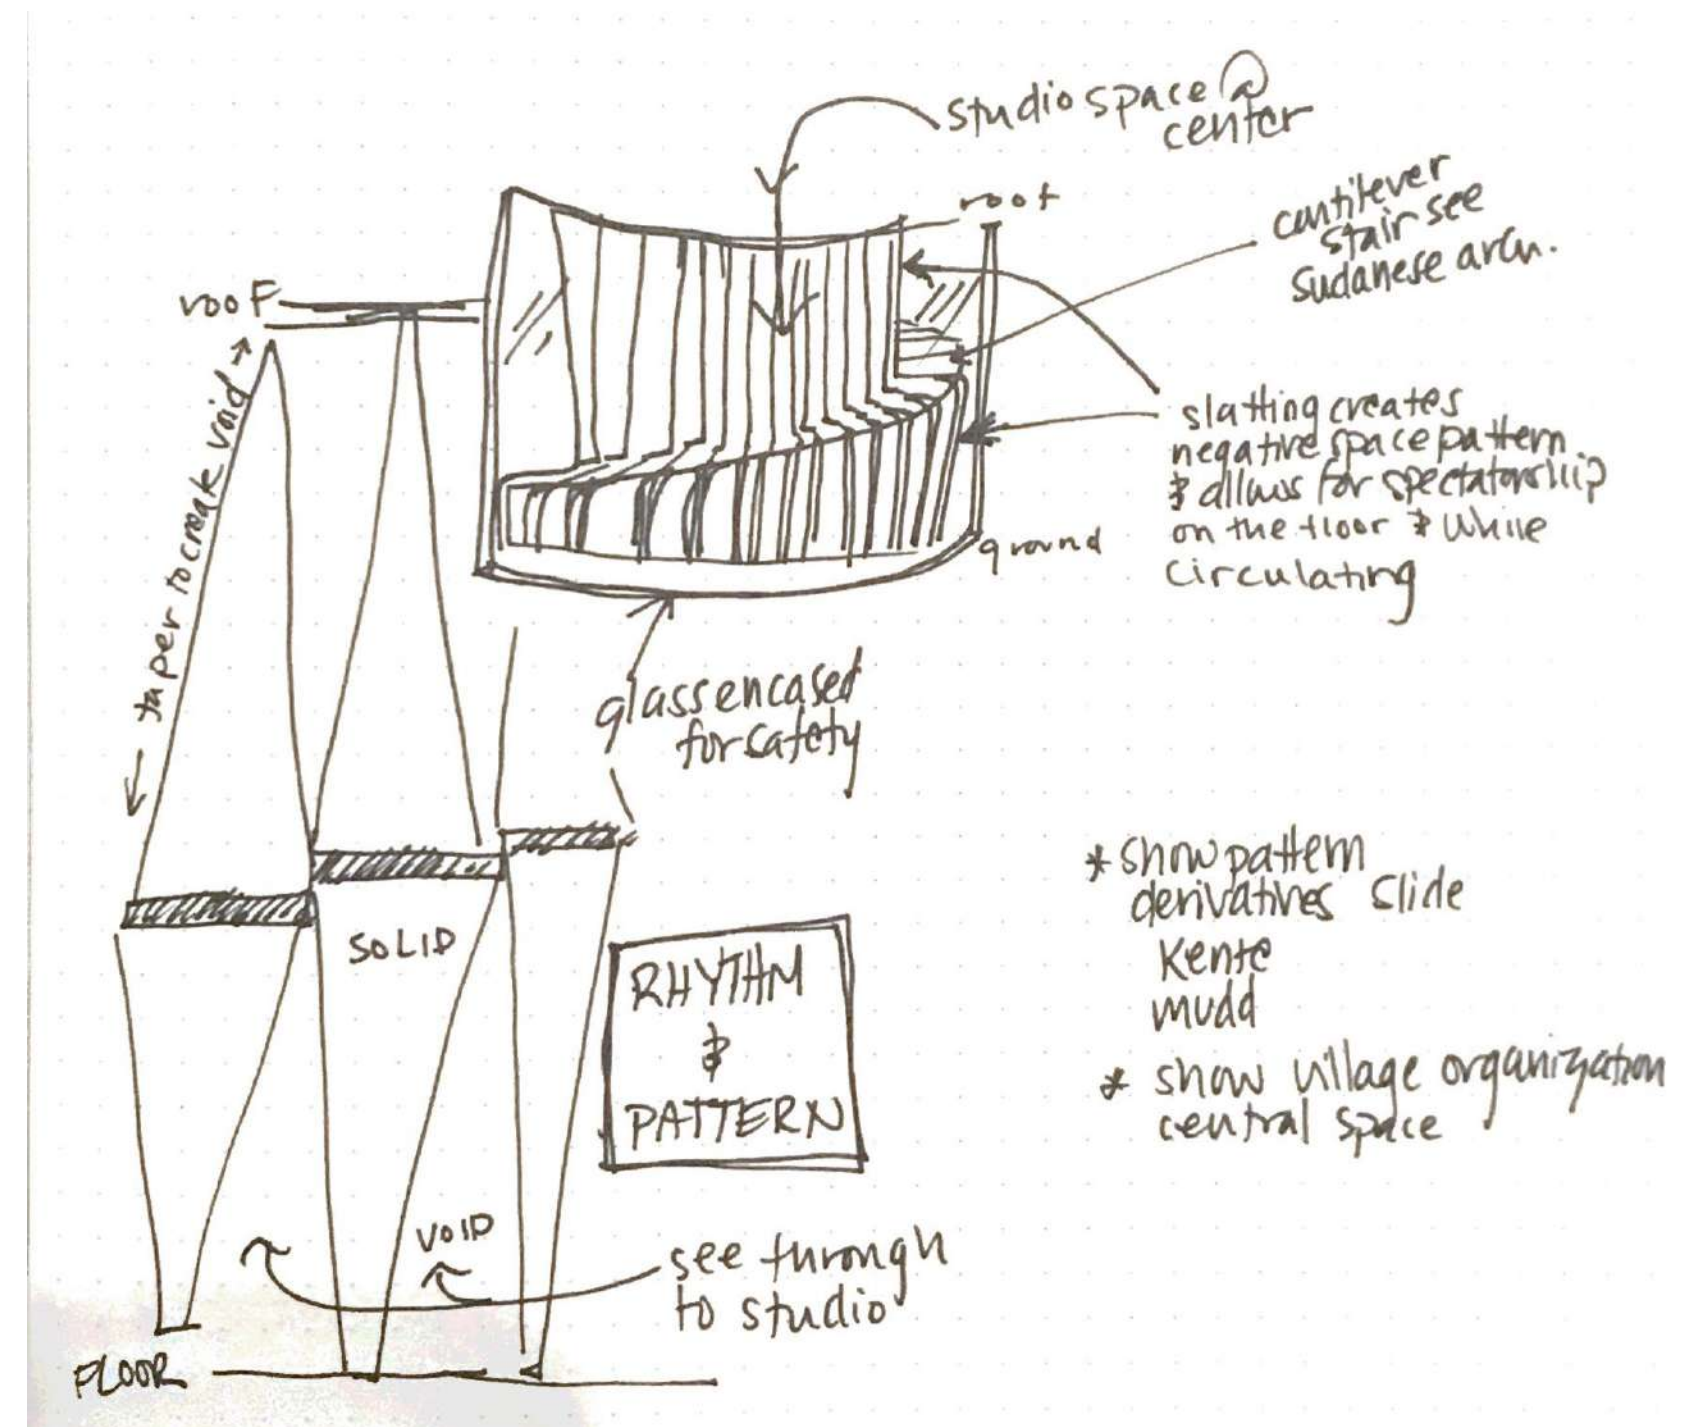 studio space @
center
roof
cantilever
stair see
sudanese arch.
rooF
taper to create void
slatting creates
negative space pattern
& allows for spectatorship
on the floor & while
circulating
ground
glass encased
for safety
* show pattern
derivatives slide
Kente
mudd
SOLID
RHYTHM
&
PATTERN
* show village organization
central space
VOID
see through
to studio
FLOOR